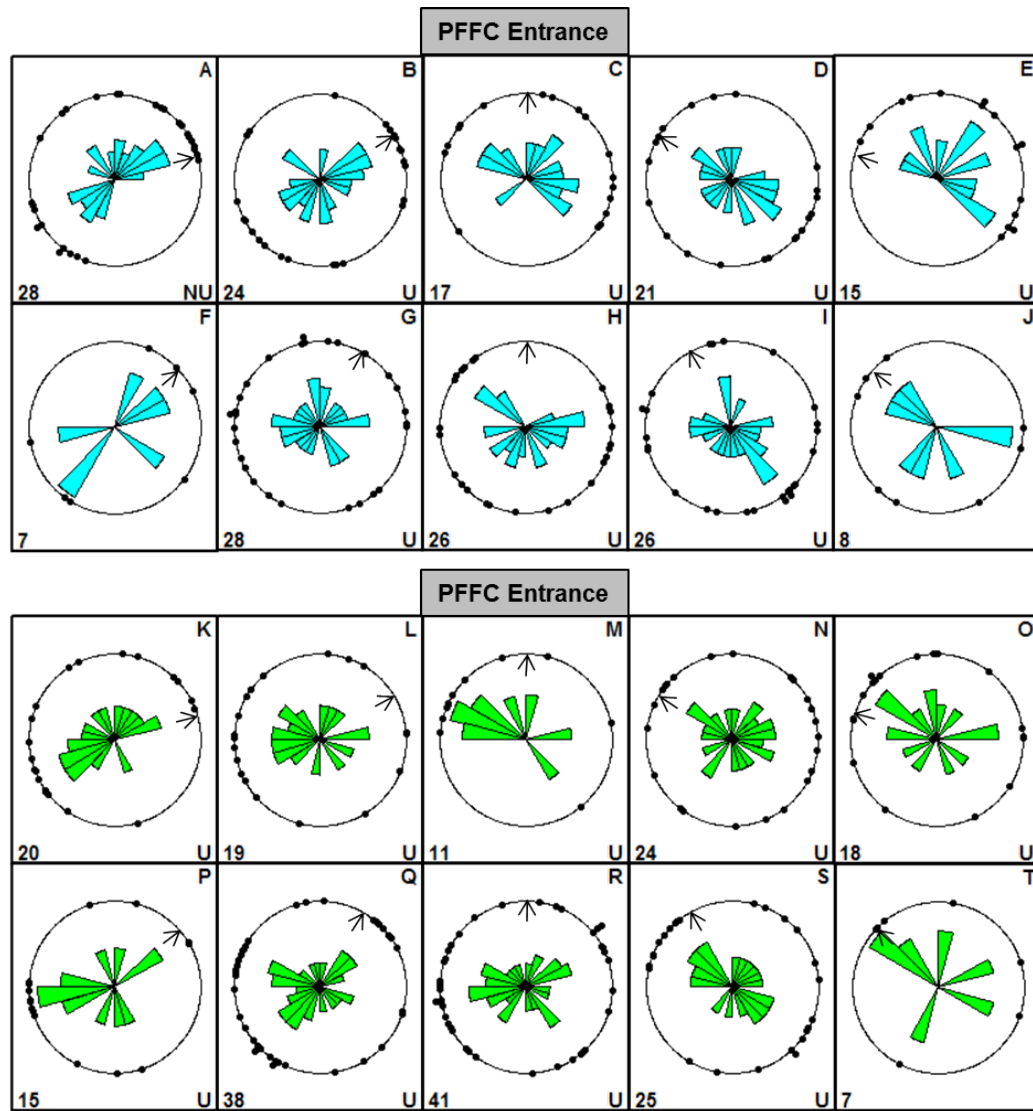 PFFC Entrance
A B C D E
28 NU 24 U 17 U 21 U 15 U
F G H I J
7 28 U 26 U 26 U 8
PFFC Entrance
K L M N O
20 U 19 U 11 24 U 18 U
P Q R S T
15 U 38 U 41 U 25 U 7